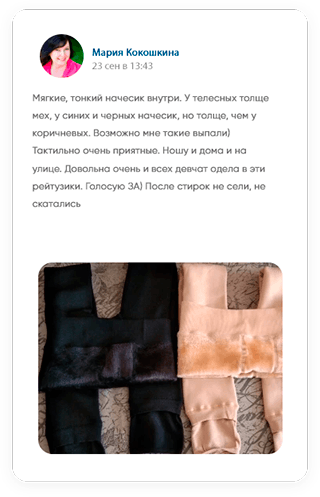 Мария Кокошкина
23 сен в 13:43
Мягкие, тонкий начесик внутри. У телесных толще
мех, у синих и черных начесик, но толще, чем у
коричневых. Возможно мне такие выпали)
Тактильно очень приятные. Ношу и дома и на
улице. Довольна очень и всех девчат одела в эти
рейтузики. Голосую ЗА) После стирок не сели, не
скатались